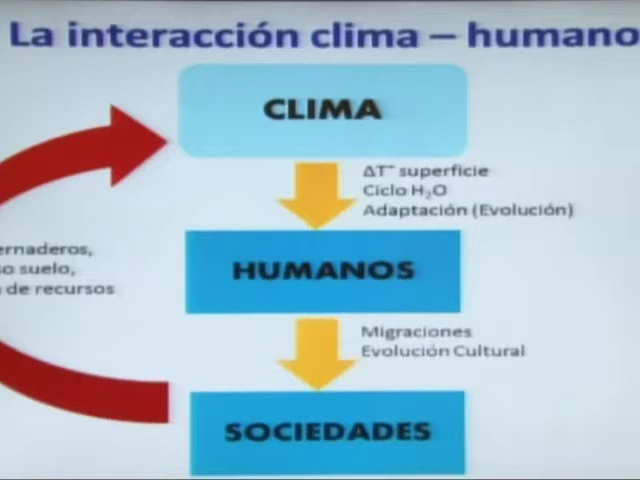 La interacción clima – humano
CLIMA
ΔT° superficie
Ciclo H₂O
Adaptación (Evolución)
ernaderos,
o suelo,
de recursos
HUMANOS
Migraciones
Evolución Cultural
SOCIEDADES